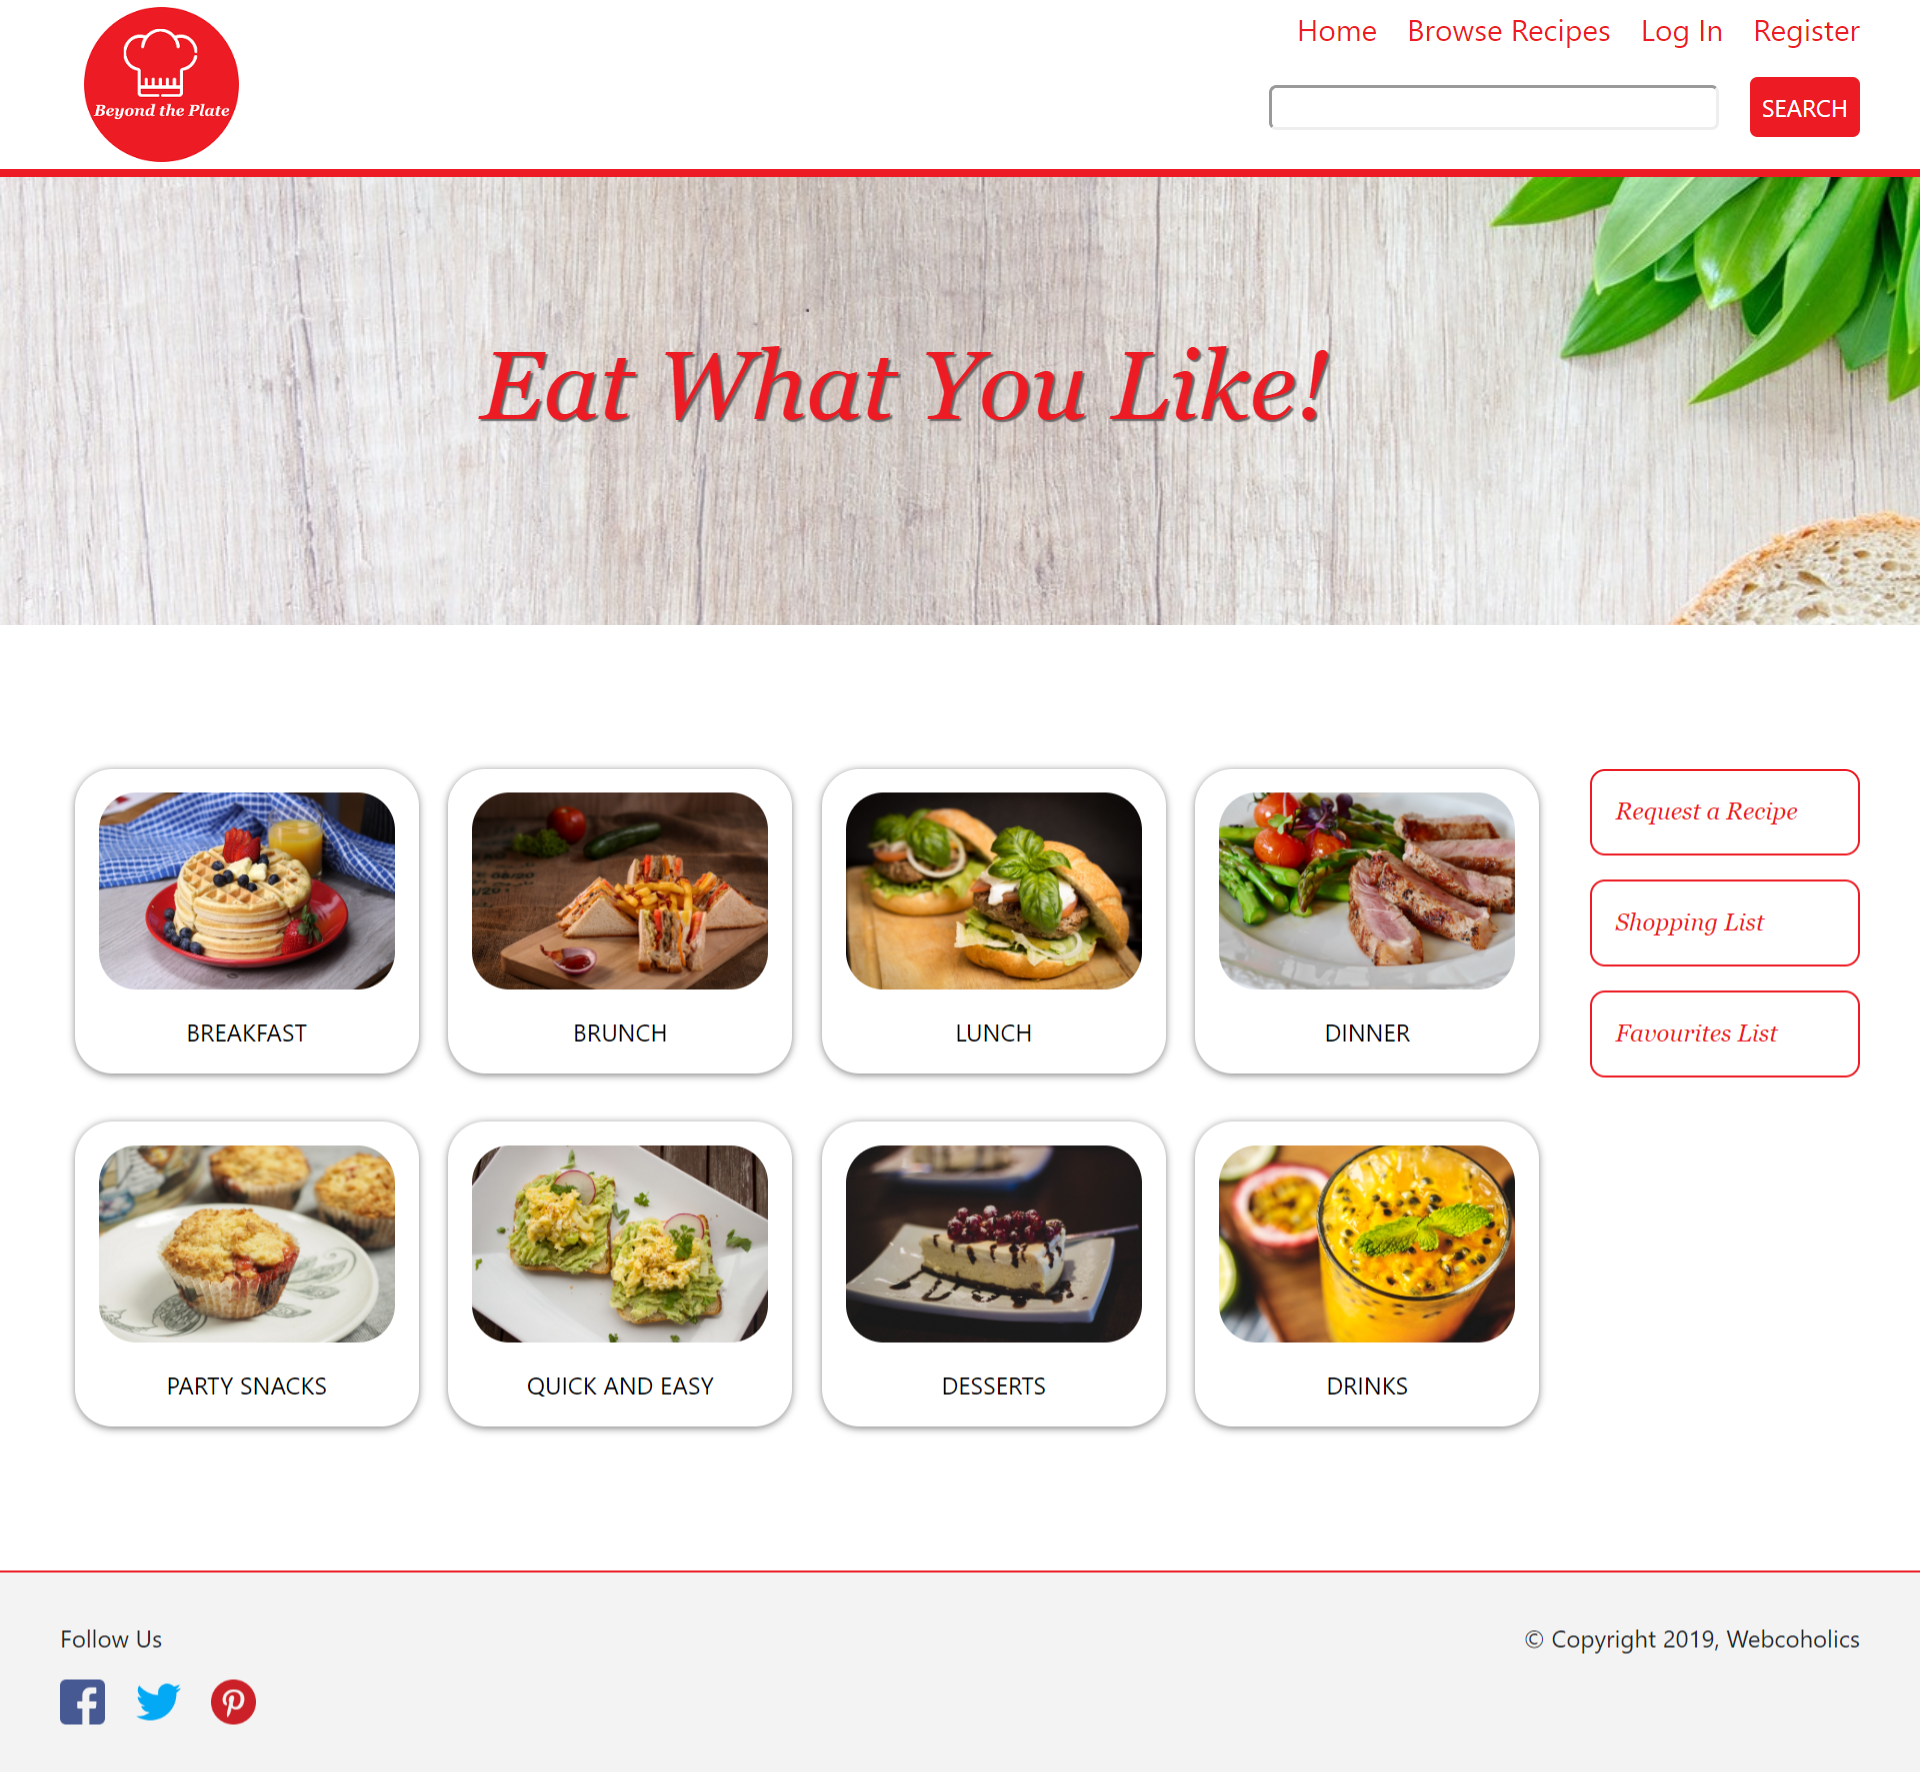 Beyond the Plate
Home Browse Recipes Log In Register
SEARCH
Eat What You Like!
BREAKFAST
BRUNCH
LUNCH
DINNER
Request a Recipe
Shopping List
Favourites List
PARTY SNACKS
QUICK AND EASY
DESSERTS
DRINKS
Follow Us
© Copyright 2019, Webcoholics